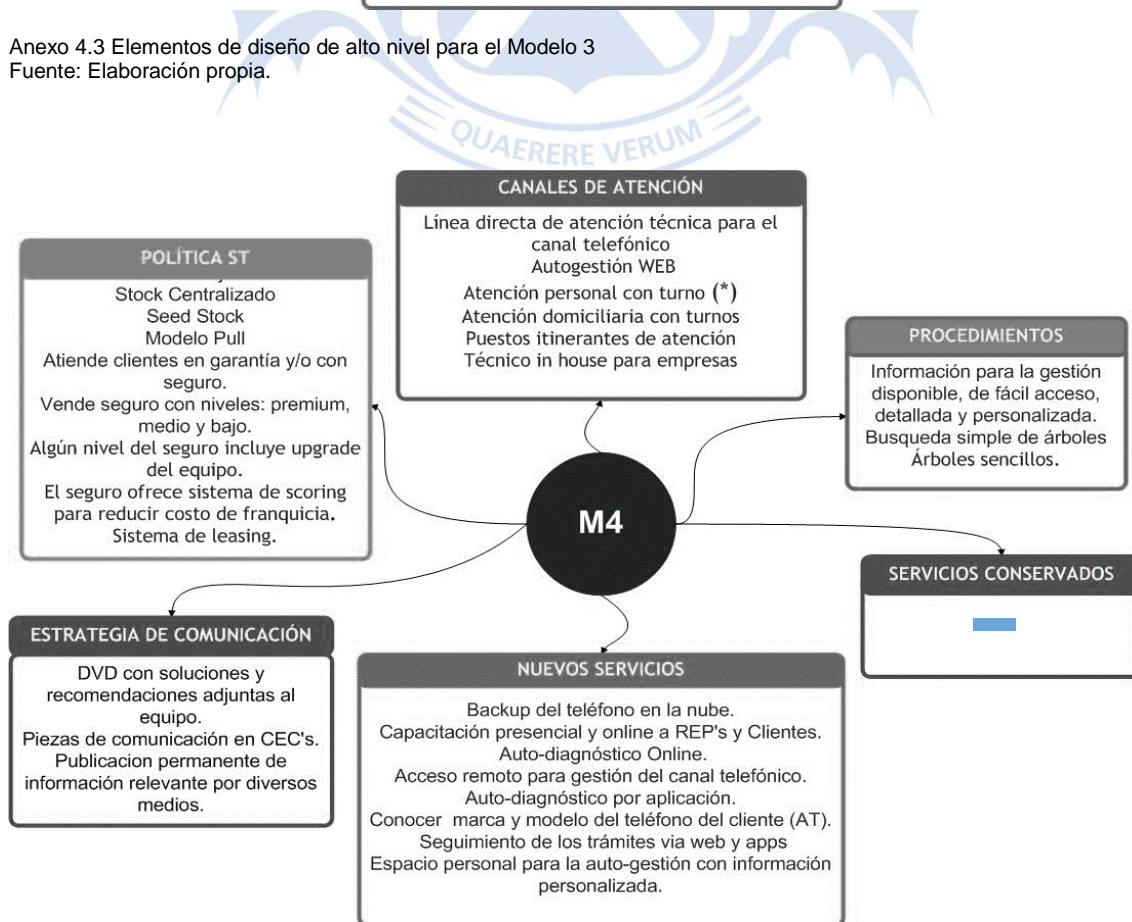 Anexo 4.3 Elementos de diseño de alto nivel para el Modelo 3
Fuente: Elaboración propia.
QUAERERE VERUM
CANALES DE ATENCIÓN
Línea directa de atención técnica para el
canal telefónico
Autogestión WEB
Atención personal con turno (*)
Atención domiciliaria con turnos
Puestos itinerantes de atención
Técnico in house para empresas
POLÍTICA ST
Stock Centralizado
Seed Stock
Modelo Pull
Atiende clientes en garantía y/o con
seguro.
Vende seguro con niveles: premium,
medio y bajo.
Algún nivel del seguro incluye upgrade
del equipo.
El seguro ofrece sistema de scoring
para reducir costo de franquicia.
Sistema de leasing.
PROCEDIMIENTOS
Información para la gestión
disponible, de fácil acceso,
detallada y personalizada.
Busqueda simple de árboles
Árboles sencillos.
M4
SERVICIOS CONSERVADOS
ESTRATEGIA DE COMUNICACIÓN
DVD con soluciones y
recomendaciones adjuntas al
equipo.
Piezas de comunicación en CEC's.
Publicacion permanente de
información relevante por diversos
medios.
NUEVOS SERVICIOS
Backup del teléfono en la nube.
Capacitación presencial y online a REP's y Clientes.
Auto-diagnóstico Online.
Acceso remoto para gestión del canal telefónico.
Auto-diagnóstico por aplicación.
Conocer marca y modelo del teléfono del cliente (AT).
Seguimiento de los trámites via web y apps
Espacio personal para la auto-gestión con información
personalizada.